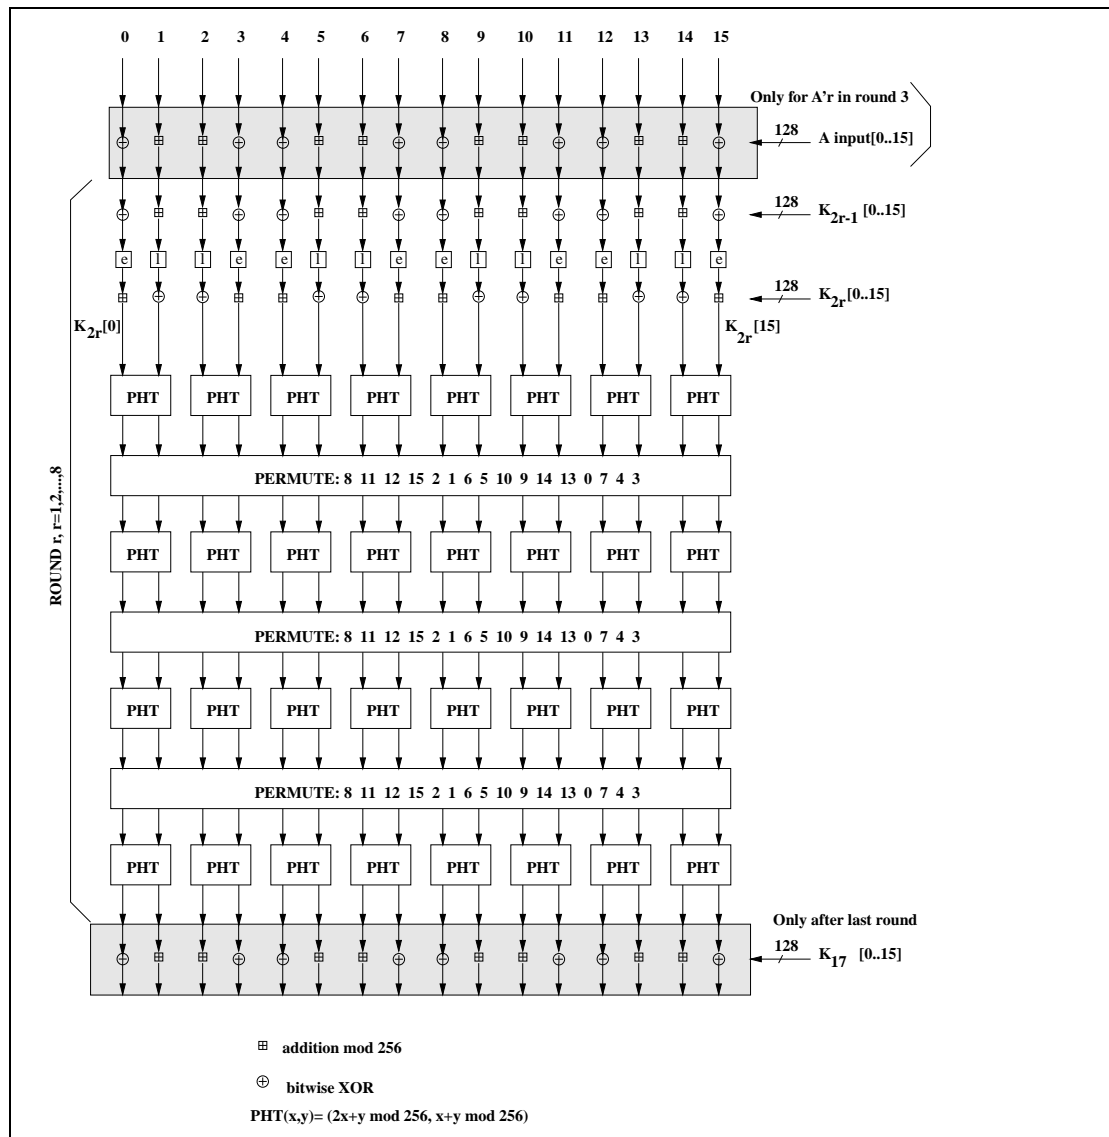 0 1 2 3 4 5 6 7 8 9 10 11 12 13 14 15
Only for A'r in round 3
128
A input[0..15]
128
K2r-1 [0..15]
e l l e e l l e e l l e e l l e
128
K2r [0..15]
K2r[0]
K2r[15]
PHT PHT PHT PHT PHT PHT PHT PHT
PERMUTE: 8 11 12 15 2 1 6 5 10 9 14 13 0 7 4 3
ROUND r, r=1,2,...,8
PHT PHT PHT PHT PHT PHT PHT PHT
PERMUTE: 8 11 12 15 2 1 6 5 10 9 14 13 0 7 4 3
PHT PHT PHT PHT PHT PHT PHT PHT
PERMUTE: 8 11 12 15 2 1 6 5 10 9 14 13 0 7 4 3
PHT PHT PHT PHT PHT PHT PHT PHT
Only after last round
128
K17 [0..15]
addition mod 256
bitwise XOR
PHT(x,y)= (2x+y mod 256, x+y mod 256)